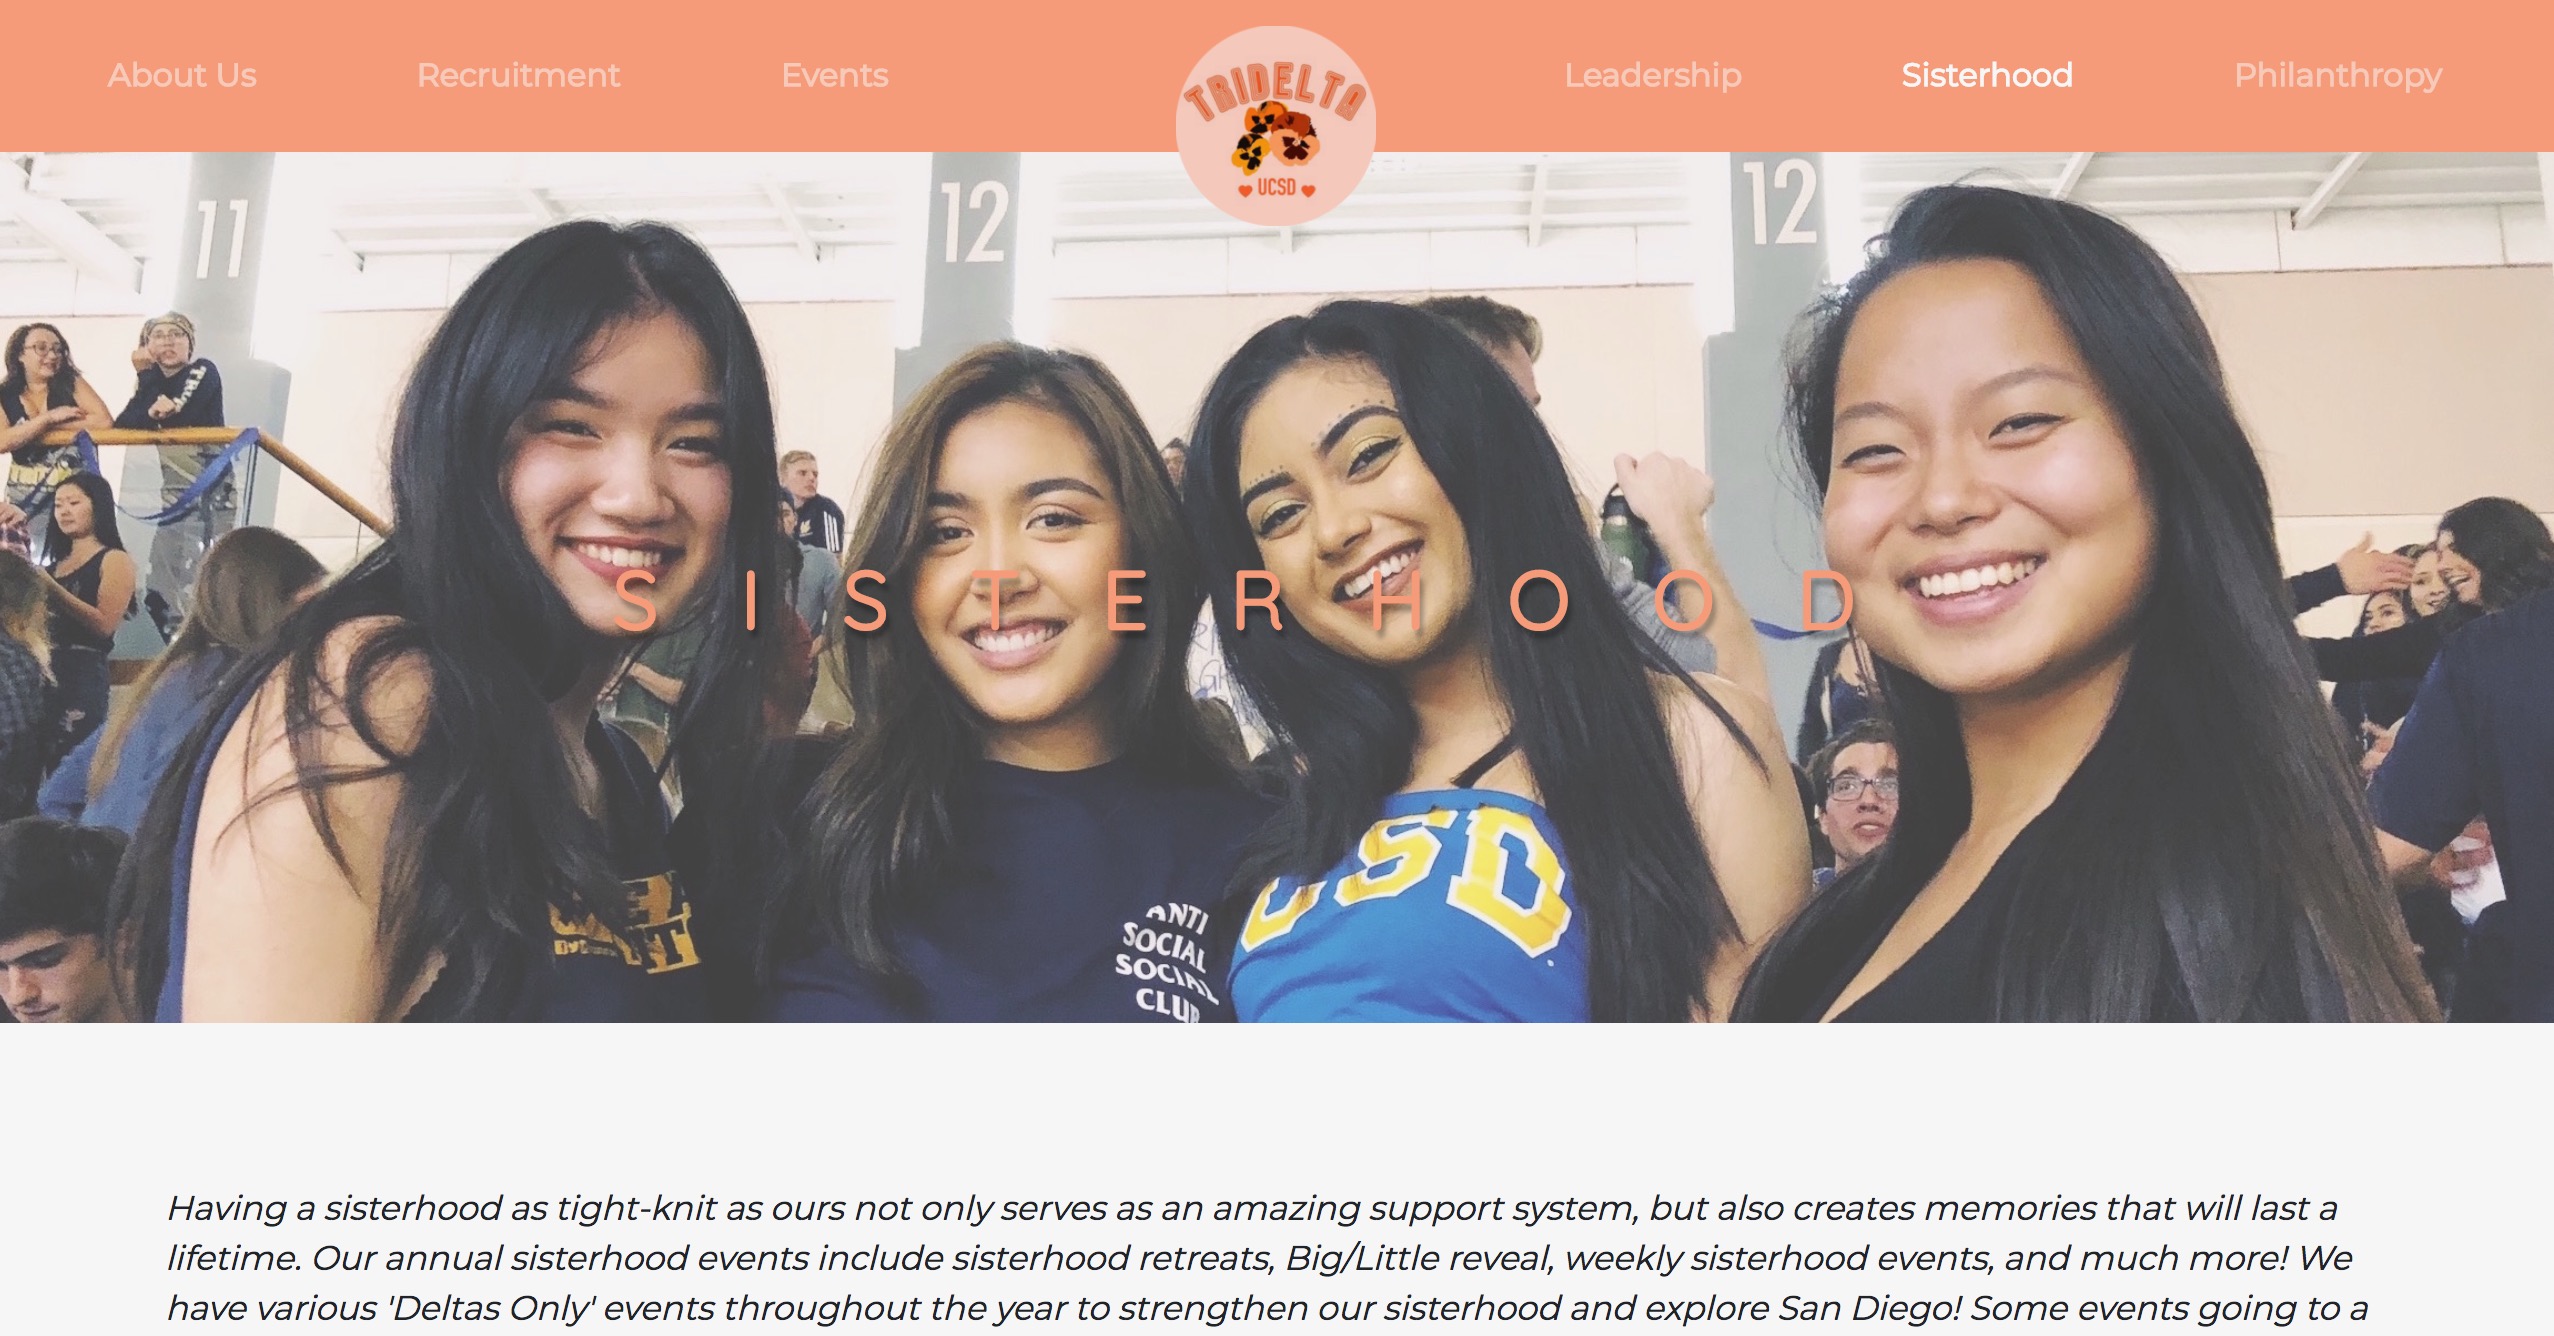 About Us
Recruitment
Events
TRIDELTA
UCSD
Leadership
Sisterhood
Philanthropy
11
12
12
SISTERHOOD
ANTI
SOCIAL
SOCIAL
CLUB
UCSD
Having a sisterhood as tight-knit as ours not only serves as an amazing support system, but also creates memories that will last a
lifetime. Our annual sisterhood events include sisterhood retreats, Big/Little reveal, weekly sisterhood events, and much more! We
have various 'Deltas Only' events throughout the year to strengthen our sisterhood and explore San Diego! Some events going to a